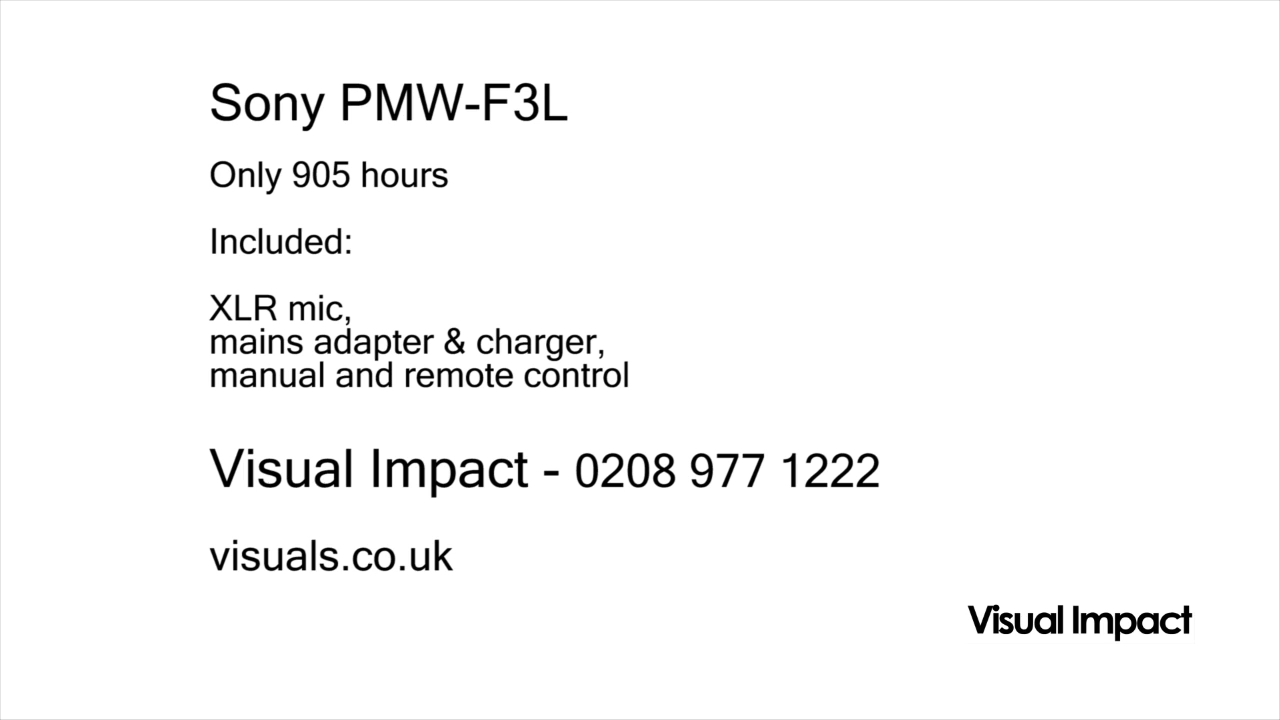 Sony PMW-F3L
Only 905 hours
Included:
XLR mic,
mains adapter & charger,
manual and remote control
Visual Impact - 0208 977 1222
visuals.co.uk
Visual Impact